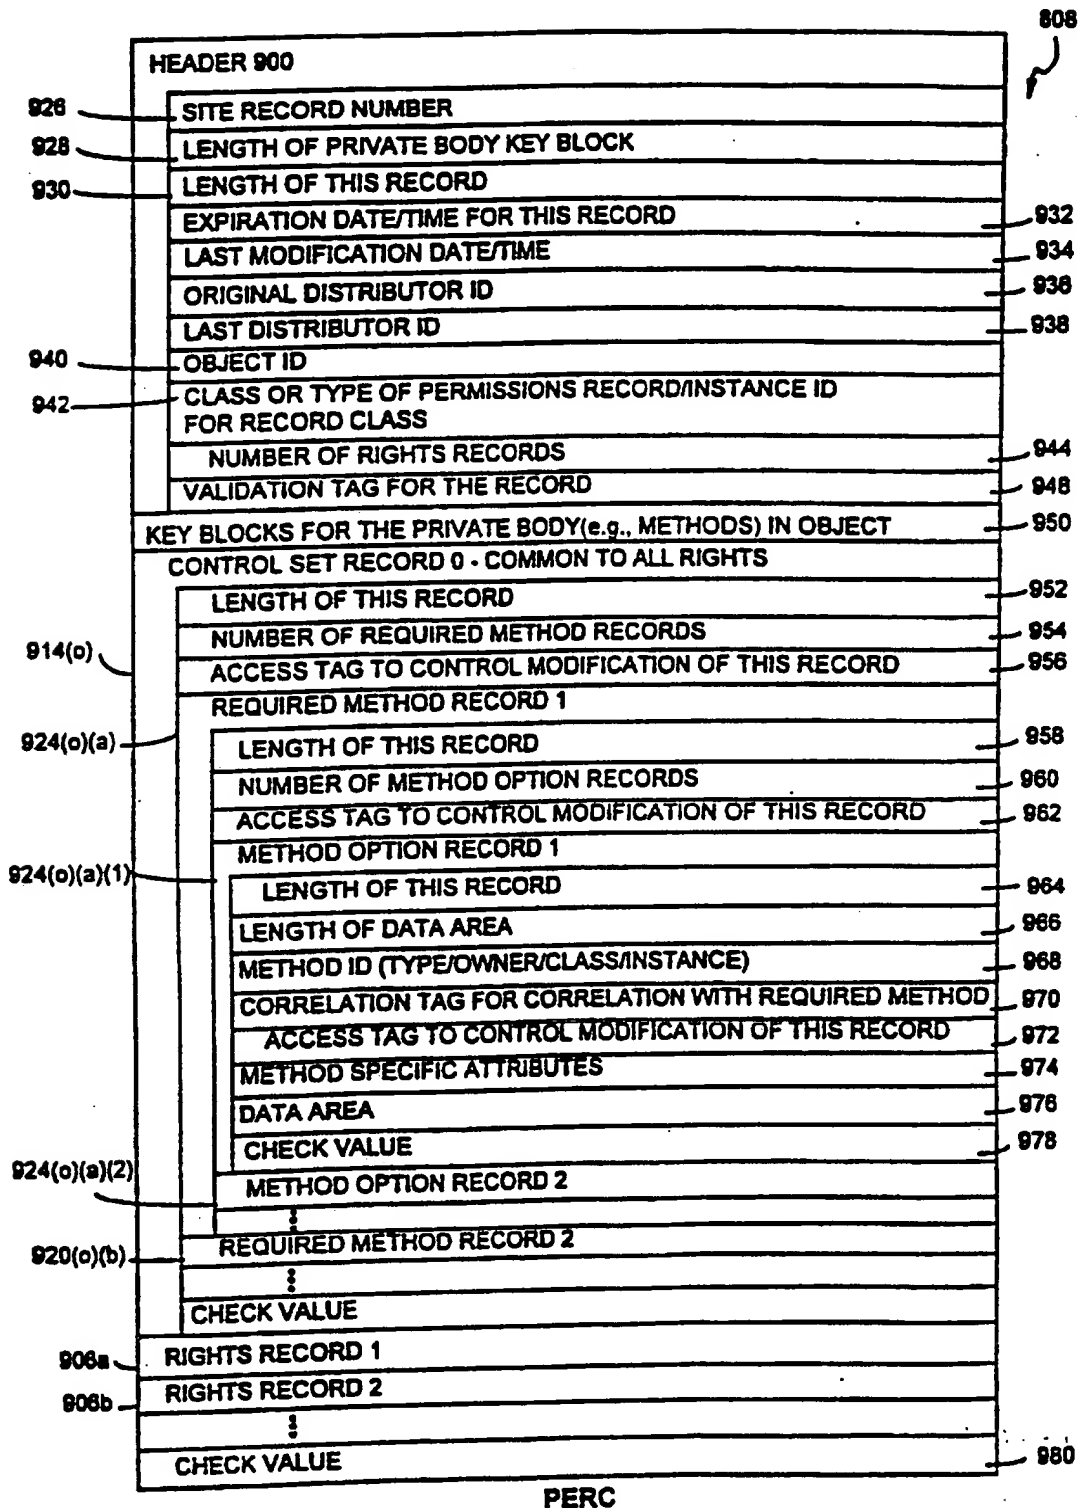 808
HEADER 900
926 SITE RECORD NUMBER
928 LENGTH OF PRIVATE BODY KEY BLOCK
930 LENGTH OF THIS RECORD
EXPIRATION DATE/TIME FOR THIS RECORD 932
LAST MODIFICATION DATE/TIME 934
ORIGINAL DISTRIBUTOR ID 936
LAST DISTRIBUTOR ID 938
940 OBJECT ID
942 CLASS OR TYPE OF PERMISSIONS RECORD/INSTANCE ID
FOR RECORD CLASS
NUMBER OF RIGHTS RECORDS 944
VALIDATION TAG FOR THE RECORD 948
KEY BLOCKS FOR THE PRIVATE BODY(e.g., METHODS) IN OBJECT 950
CONTROL SET RECORD 0 - COMMON TO ALL RIGHTS
LENGTH OF THIS RECORD 952
NUMBER OF REQUIRED METHOD RECORDS 954
914(o) ACCESS TAG TO CONTROL MODIFICATION OF THIS RECORD 956
REQUIRED METHOD RECORD 1
924(o)(a) LENGTH OF THIS RECORD 958
NUMBER OF METHOD OPTION RECORDS 960
ACCESS TAG TO CONTROL MODIFICATION OF THIS RECORD 962
METHOD OPTION RECORD 1
924(o)(a)(1) LENGTH OF THIS RECORD 964
LENGTH OF DATA AREA 966
METHOD ID (TYPE/OWNER/CLASS/INSTANCE) 968
CORRELATION TAG FOR CORRELATION WITH REQUIRED METHOD 970
ACCESS TAG TO CONTROL MODIFICATION OF THIS RECORD 972
METHOD SPECIFIC ATTRIBUTES 974
DATA AREA 976
CHECK VALUE 978
924(o)(a)(2) METHOD OPTION RECORD 2
920(o)(b) REQUIRED METHOD RECORD 2
CHECK VALUE
906a RIGHTS RECORD 1
906b RIGHTS RECORD 2
CHECK VALUE 980
PERC